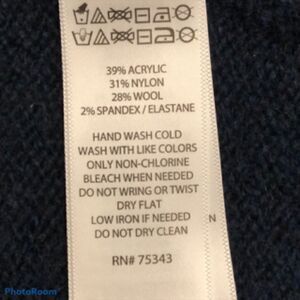 39% ACRYLIC
31% NYLON
28% WOOL
2% SPANDEX / ELASTANE
HAND WASH COLD
WASH WITH LIKE COLORS
ONLY NON-CHLORINE
BLEACH WHEN NEEDED
DO NOT WRING OR TWIST
DRY FLAT
LOW IRON IF NEEDED
N
DO NOT DRY CLEAN
RN# 75343
PhotoRoom